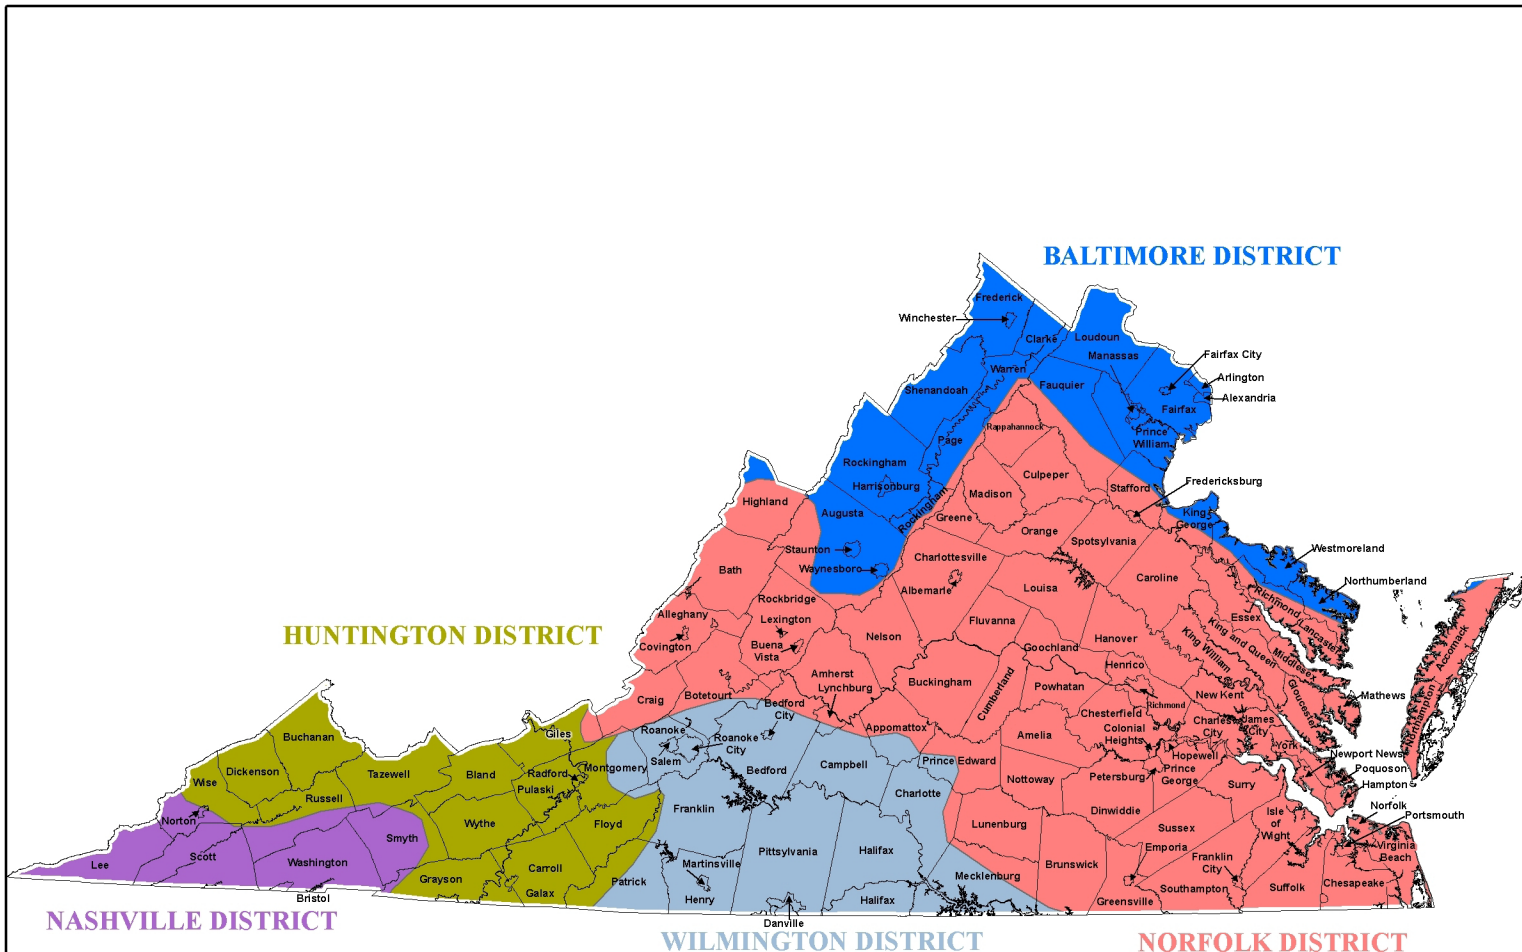 BALTIMORE DISTRICT
Frederick
Winchester
Clarke
Loudoun
Manassas
Fairfax City
Warren
Arlington
Shenandoah
Fauquier
Alexandria
Fairfax
Page
Rappahannock
Prince
William
Rockingham
Culpeper
Harrisonburg
Stafford
Fredericksburg
Highland
Madison
Rockingham
Augusta
Greene
King
George
Orange
Spotsylvania
Staunton
Westmoreland
Charlottesville
Waynesboro
Bath
Caroline
Northumberland
Albemarle
Louisa
Rockbridge
Richmond
Alleghany
Lexington
Essex
Fluvanna
Lancaster
HUNTINGTON DISTRICT
Nelson
Hanover
King and Queen
Accomack
Covington
Buena
Vista
Goochland
King William
Middlesex
Henrico
Amherst
Lynchburg
Buckingham
Cumberland
Powhatan
New Kent
Gloucester
Mathews
Craig
Botetourt
Bedford
City
Richmond
Northampton
Chesterfield
Charles
City
James
City
Appomattox
Giles
Roanoke
Roanoke
City
Colonial
Heights
Amelia
Buchanan
York
Hopewell
Newport News
Salem
Prince Edward
Dickenson
Tazewell
Bland
Radford
Montgomery
Bedford
Campbell
Petersburg
Prince
George
Poquoson
Nottoway
Wise
Pulaski
Surry
Hampton
Charlotte
Russell
Franklin
Dinwiddie
Norfolk
Isle
of
Wight
Portsmouth
Norton
Wythe
Floyd
Lunenburg
Sussex
Smyth
Emporia
Virginia
Beach
Pittsylvania
Halifax
Scott
Lee
Washington
Martinsville
Brunswick
Franklin
City
Carroll
Grayson
Patrick
Mecklenburg
Chesapeake
Southampton
Suffolk
Galax
Bristol
Henry
Halifax
Greensville
NASHVILLE DISTRICT
Danville
WILMINGTON DISTRICT
NORFOLK DISTRICT